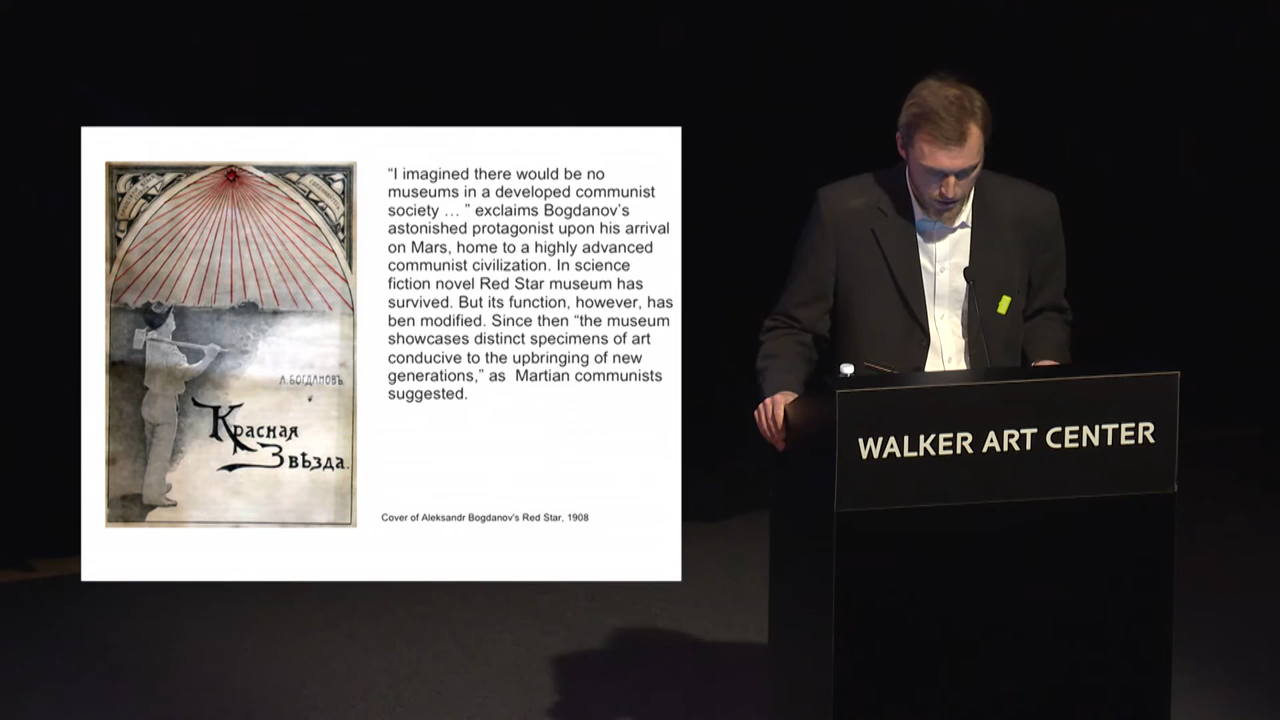 А. БОГДАНОВЪ
Красная
Звѣзда.
“I imagined there would be no
museums in a developed communist
society … ” exclaims Bogdanov’s
astonished protagonist upon his arrival
on Mars, home to a highly advanced
communist civilization. In science
fiction novel Red Star museum has
survived. But its function, however, has
ben modified. Since then “the museum
showcases distinct specimens of art
conducive to the upbringing of new
generations,” as  Martian communists
suggested.
Cover of Aleksandr Bogdanov's Red Star, 1908
WALKER ART CENTER